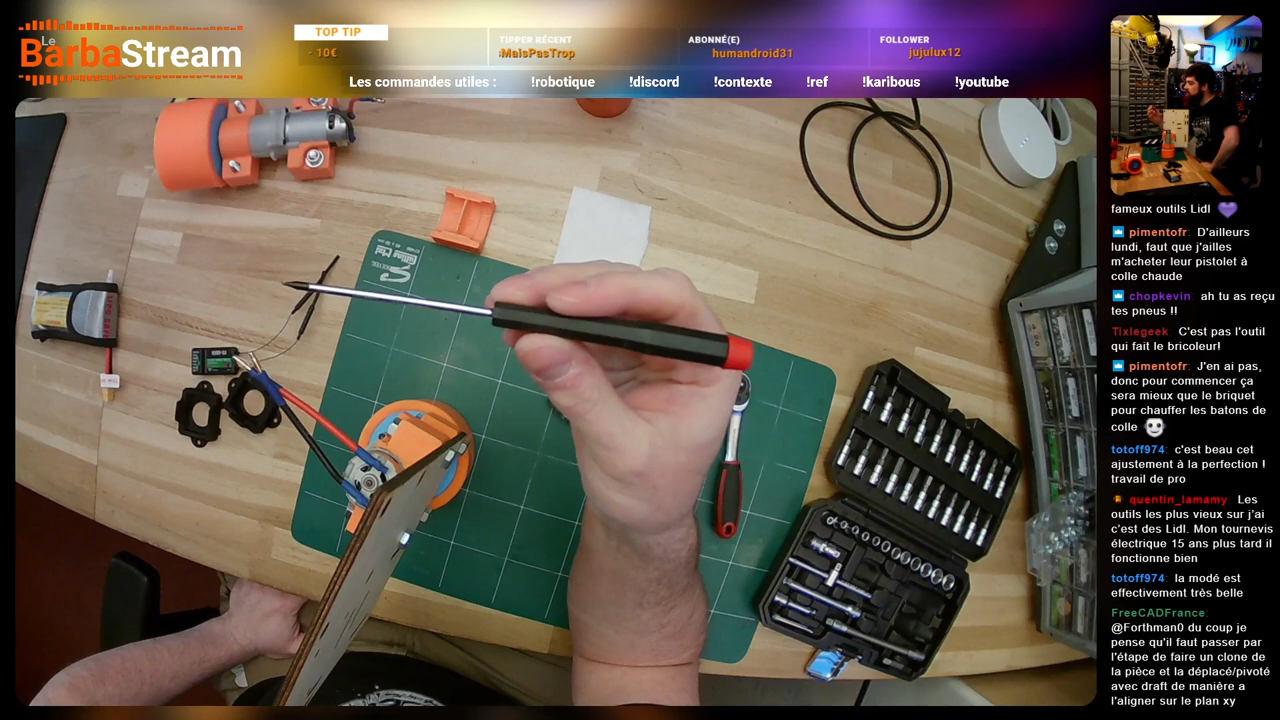 Le
BarbaStream
TOP TIP
- 10€
TIPPER RÉCENT
MaIsPasTrop
ABONNÉ(E)
humandroid31
FOLLOWER
jujulux12
Les commandes utiles : !robotique !discord !contexte !ref !karibous !youtube
fameux outils Lidl
pimentofr: D'ailleurs
lundi, faut que j'ailles
m'acheter leur pistolet à
colle chaude
chopkevin: ah tu as reçu
tes pneus !!
Tixlegeek: C'est pas l'outil
qui fait le bricoleur!
pimentofr: J'en ai pas,
donc pour commencer ça
sera mieux que le briquet
pour chauffer les batons de
colle
totoff974: c'est beau cet
ajustement à la perfection !
travail de pro
quentin_lamamy: Les
outils les plus vieux sur j'ai
c'est des Lidl. Mon tournevis
électrique 15 ans plus tard il
fonctionne bien
totoff974: la modé est
effectivement très belle
FreeCADFrance:
@Forthman0 du coup je
pense qu'il faut passer par
l'étape de faire un clone de
la pièce et la déplacé/pivoté
avec draft de manière a
l'aligner sur le plan xy